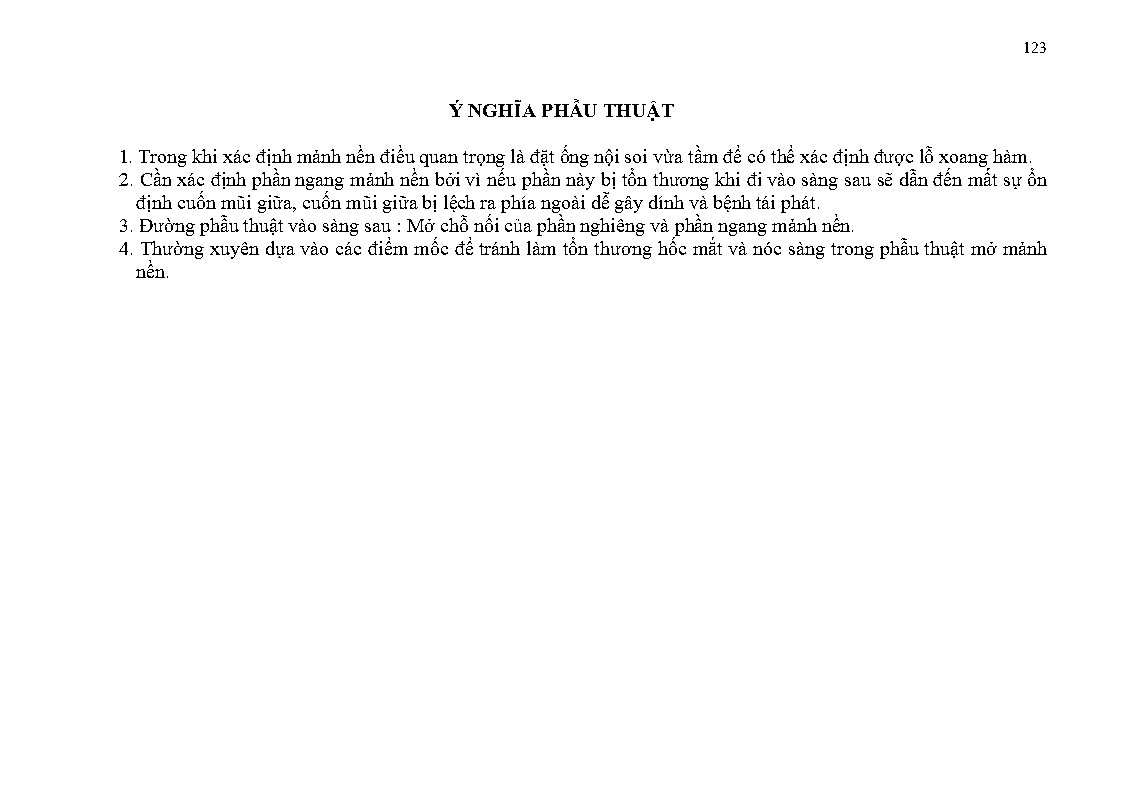 123
Ý NGHĨA PHẪU THUẬT
1. Trong khi xác định mảnh nền điều quan trọng là đặt ống nội soi vừa tầm để có thể xác định được lỗ xoang hàm.
2. Cần xác định phần ngang mảnh nền bởi vì nếu phần này bị tổn thương khi đi vào sàng sau sẽ dẫn đến mất sự ổn
định cuốn mũi giữa, cuốn mũi giữa bị lệch ra phía ngoài dễ gây dính và bệnh tái phát.
3. Đường phẫu thuật vào sàng sau : Mở chỗ nối của phần nghiêng và phần ngang mảnh nền.
4. Thường xuyên dựa vào các điểm mốc để tránh làm tổn thương hốc mắt và nóc sàng trong phẫu thuật mở mảnh
nền.